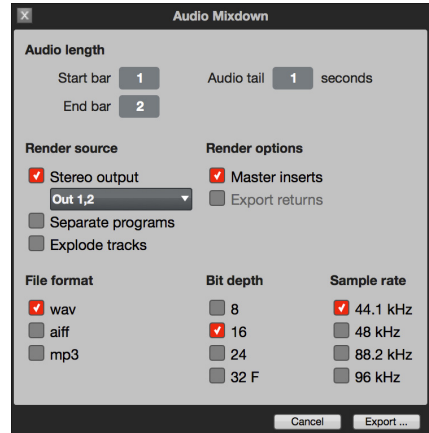 X Audio Mixdown
Audio length
Start bar 1 Audio tail 1 seconds
End bar 2
Render source Render options
Stereo output Master inserts
Out 1,2 Export returns
Separate programs
Explode tracks
File format Bit depth Sample rate
wav 8 44.1 kHz
aiff 16 48 kHz
mp3 24 88.2 kHz
32 F 96 kHz
Cancel Export ...